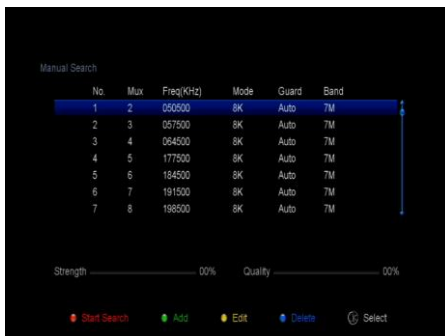 Manual Search
No. Mux Freq(KHz) Mode Guard Band
1 2 050500 8K Auto 7M
2 3 057500 8K Auto 7M
3 4 064500 8K Auto 7M
4 5 177500 8K Auto 7M
5 6 184500 8K Auto 7M
6 7 191500 8K Auto 7M
7 8 198500 8K Auto 7M
Strength 00% Quality 00%
Start Search Add Edit Delete Select